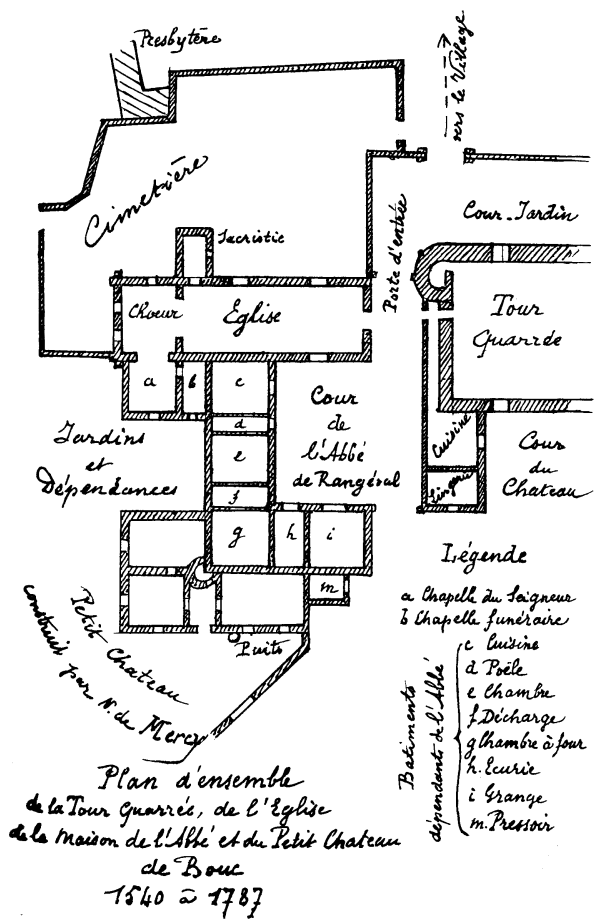 Presbytère
vers le Village
Cimetière
Cour-Jardin
Sacristie
Porte d'entrée
Choeur
Eglise
Tour
Quarrée
a
b
c
d
e
f
g
h
i
m
Cour
de
l'Abbé
de Rangéval
Cuisine
Lingerie
Cour
du
Chateau
Jardins
et
Dépendances
Petit Chateau
construit par N. de Mercy
Puits
Légende
a Chapelle du Seigneur
b Chapelle funéraire
Batiments
dépendants de l'Abbé
c Cuisine
d Poële
e Chambre
f. Décharge
g Chambre à four
h. Ecurie
i Grange
m. Pressoir
Plan d'ensemble
de la Tour Quarrée, de l'Eglise
de la Maison de l'Abbé et du Petit Chateau
de Boucq
1540 à 1787